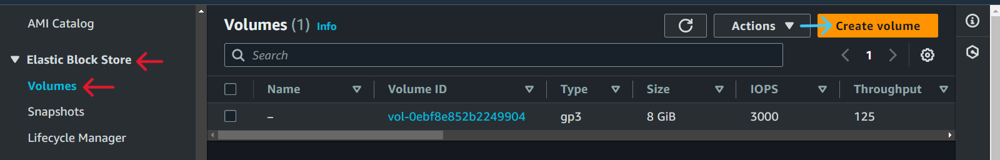 AMI Catalog
Elastic Block Store
Volumes
Snapshots
Lifecycle Manager
Volumes (1) Info
Actions
Create volume
Search
1
Name Volume ID Type Size IOPS Throughput
– vol-0ebf8e852b2249904 gp3 8 GiB 3000 125